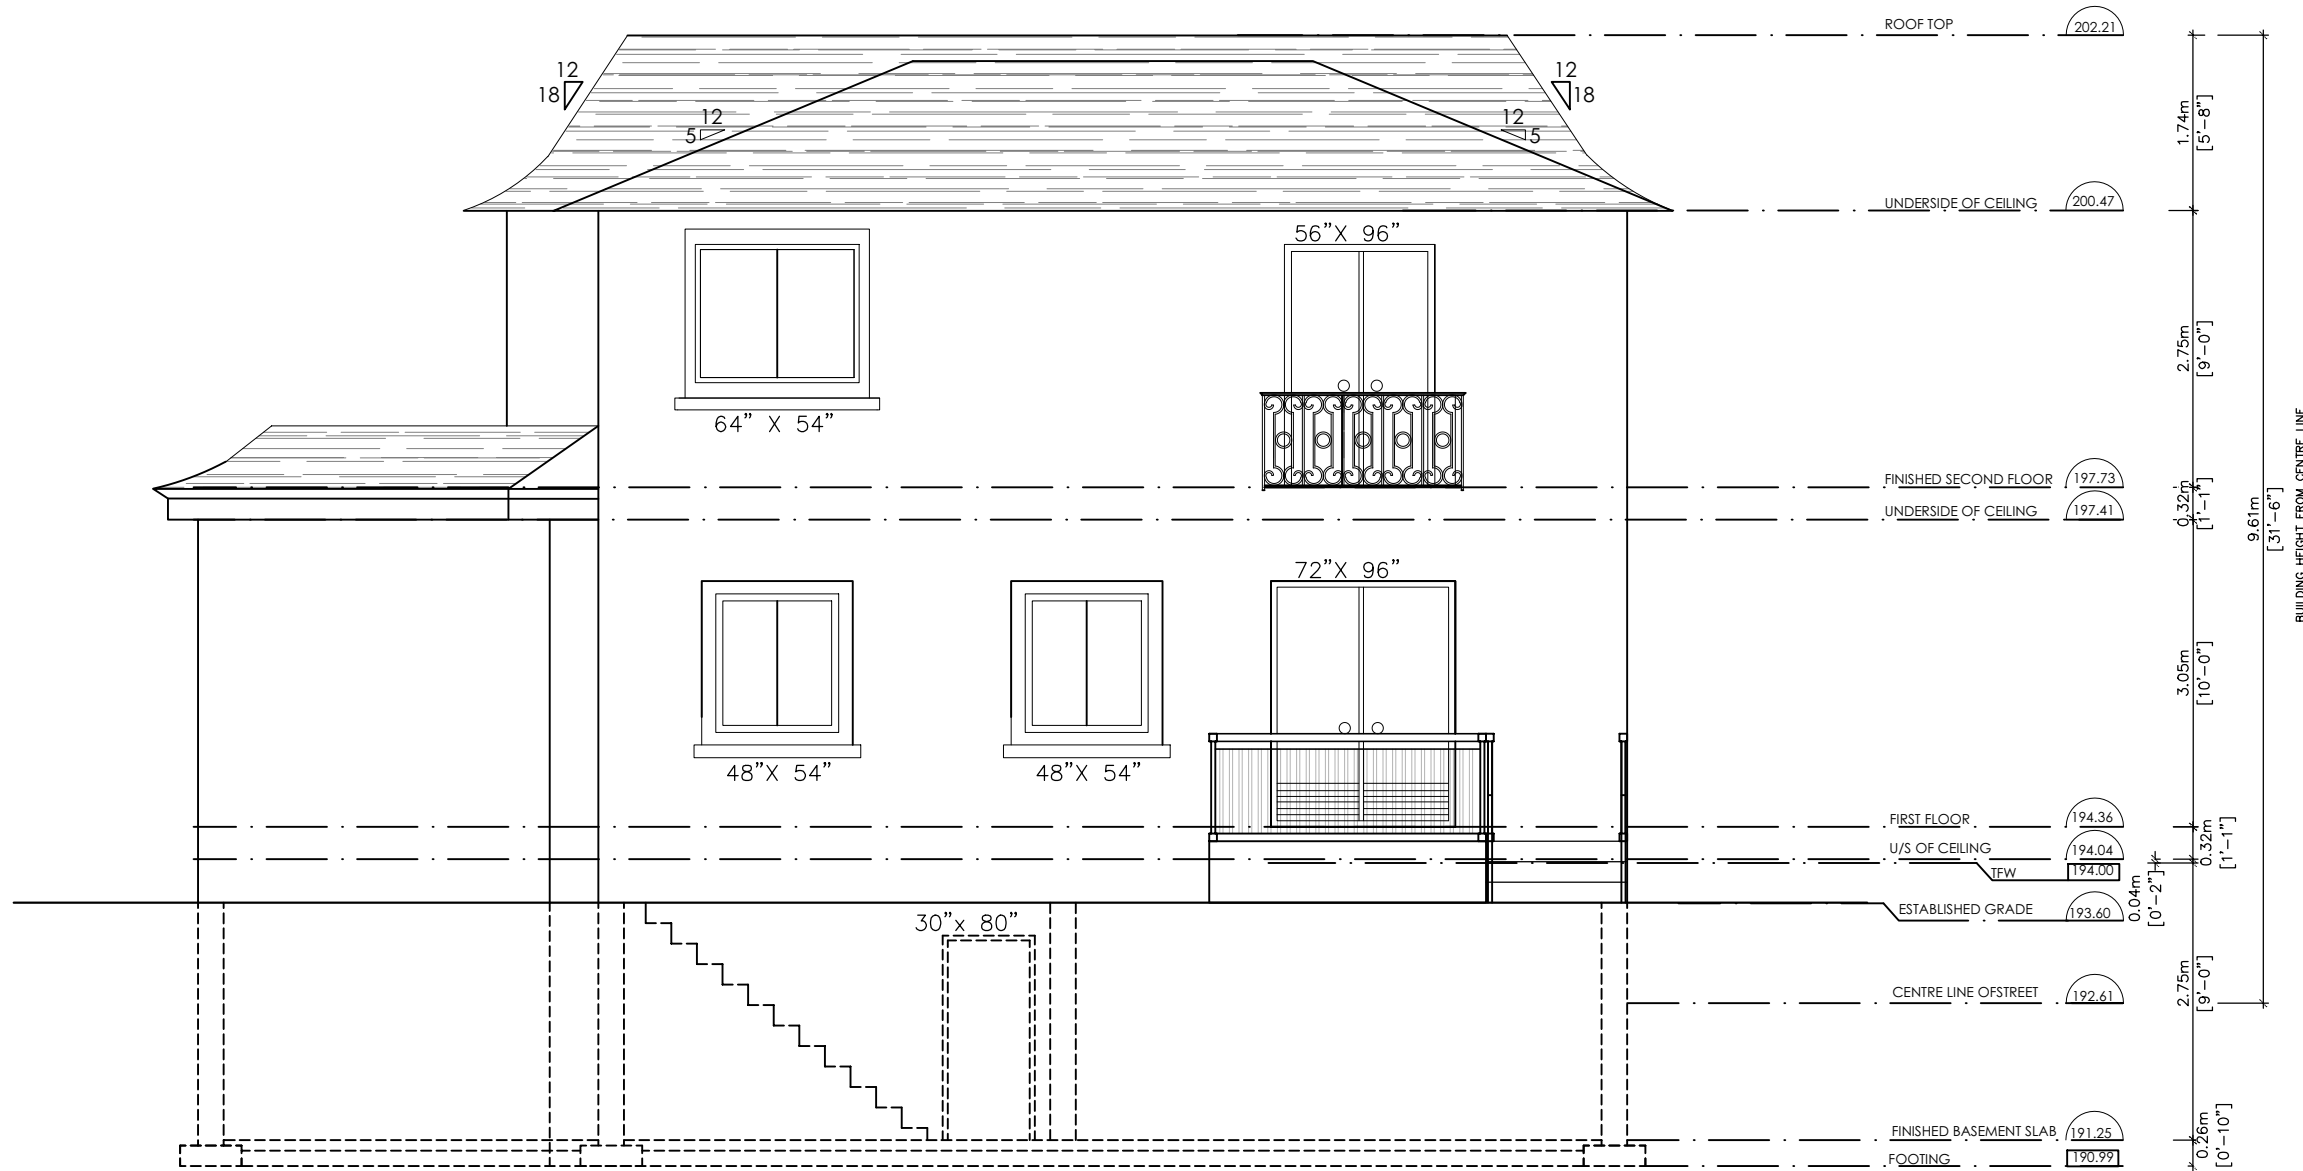 ROOF TOP 202.21
12
18
12
18
12
5
12
5
1.74m
[5'-8"]
UNDERSIDE OF CEILING 200.47
56"X 96"
64" X 54"
2.75m
[9'-0"]
FINISHED SECOND FLOOR 197.73
0.32m
[1'-1"]
UNDERSIDE OF CEILING 197.41
9.61m
[31'-6"]
BUILDING HEIGHT FROM CENTRE LINE
72"X 96"
48"X 54"
48"X 54"
3.05m
[10'-0"]
FIRST FLOOR 194.36
0.32m
[1'-1"]
U/S OF CEILING 194.04
TFW 194.00
0.04m
[0'-2"]
ESTABLISHED GRADE 193.60
30"x 80"
2.75m
[9'-0"]
CENTRE LINE OFSTREET 192.61
FINISHED BASEMENT SLAB 191.25
0.26m
[0'-10"]
FOOTING 190.99